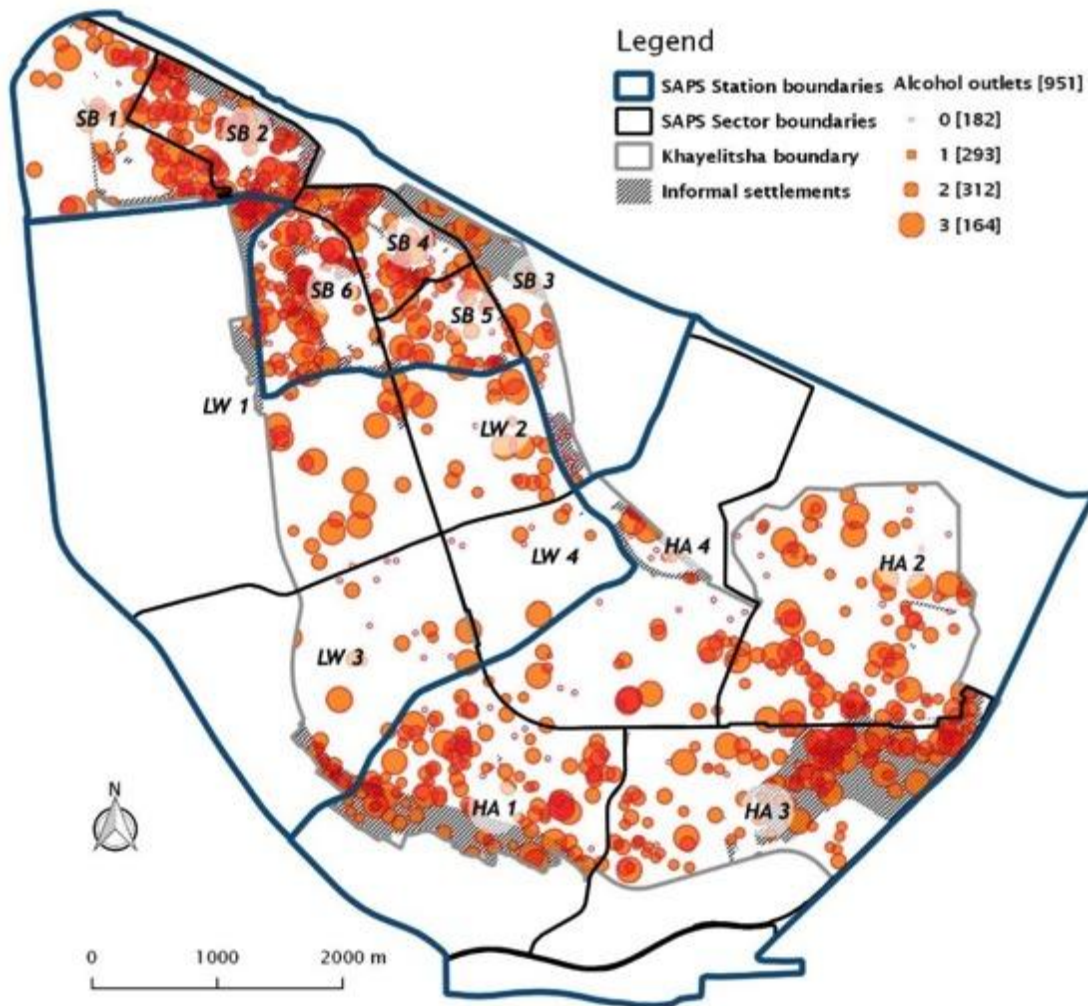 Legend
SAPS Station boundaries
SAPS Sector boundaries
Khayelitsha boundary
Informal settlements
Alcohol outlets [951]
0 [182]
1 [293]
2 [312]
3 [164]
SB 1
SB 2
SB 4
SB 3
SB 6
SB 5
LW 1
LW 2
LW 4
HA 4
HA 2
LW 3
HA 1
HA 3
N
0 1000 2000 m